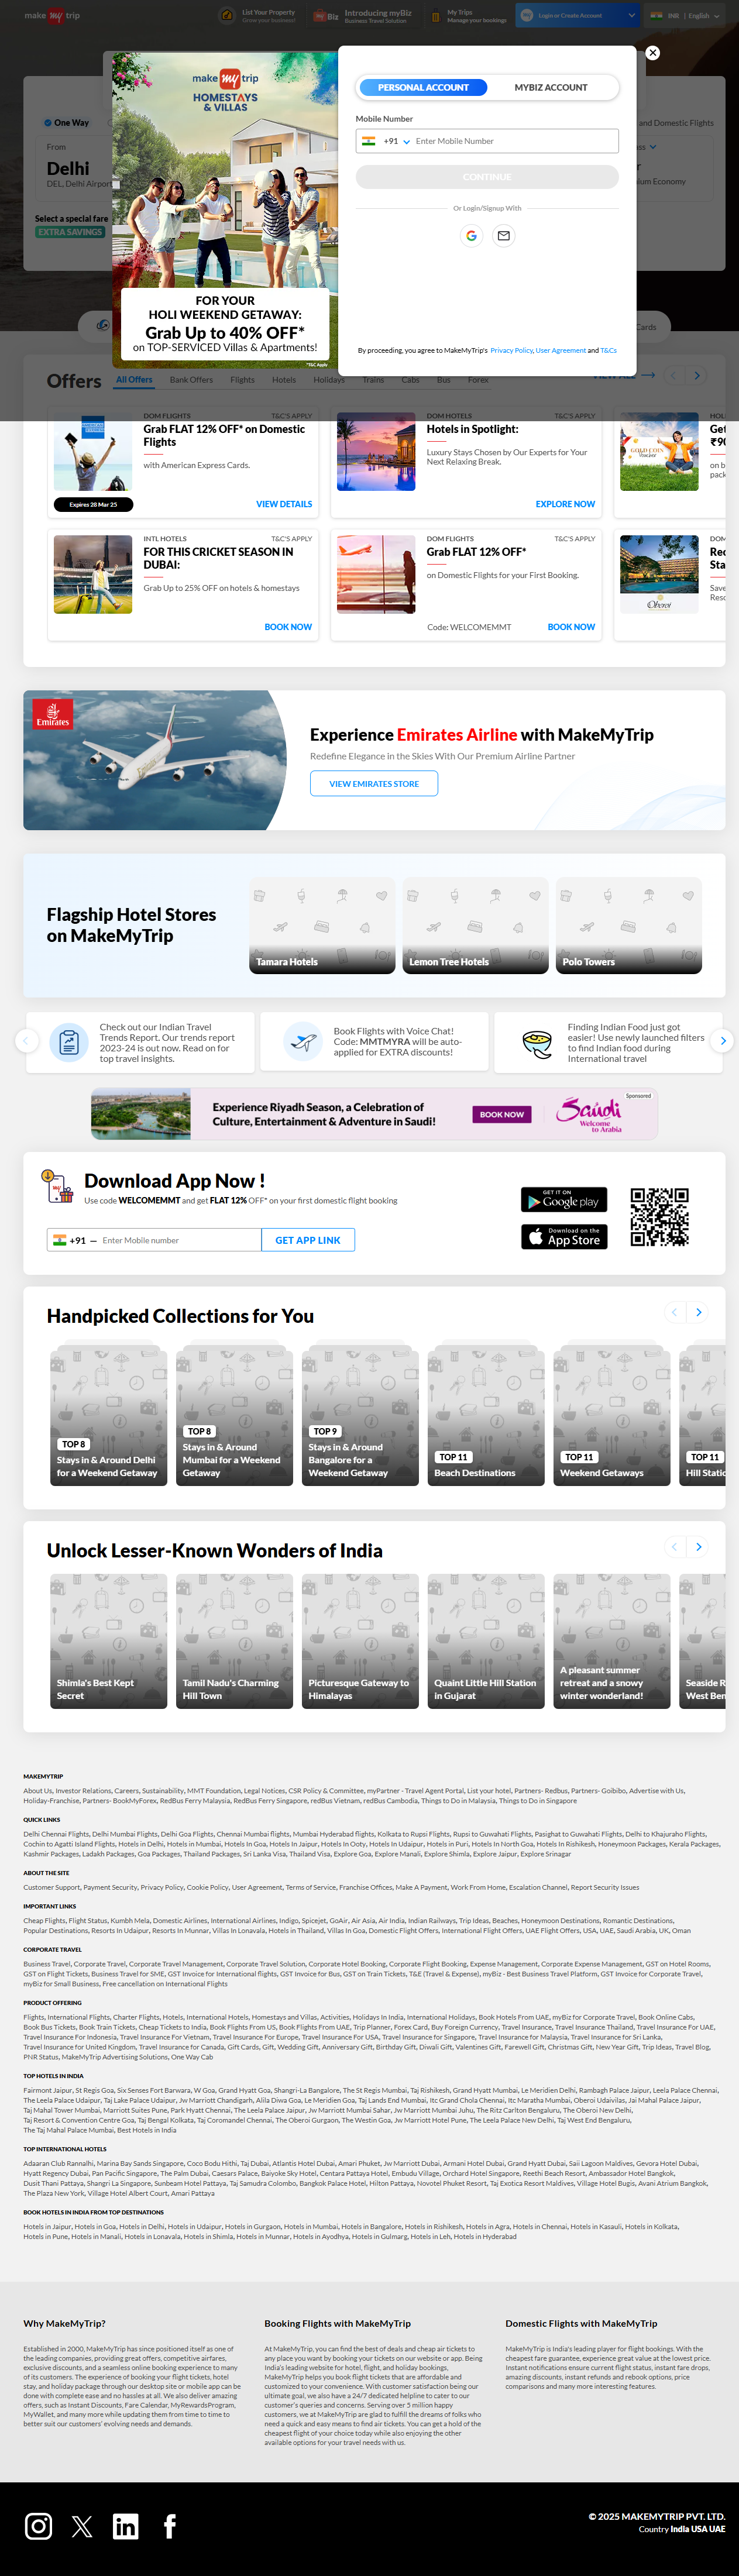 make my trip
List Your Property
Grow your business!
Introducing myBiz
Business Travel Solution
My Trips
Manage your bookings
Login or Create Account
INR | English
make my trip
HOMESTAYS
& VILLAS
FOR YOUR
HOLI WEEKEND GETAWAY:
Grab Up to 40% OFF*
on TOP-SERVICED Villas & Apartments!
*T&C Apply
PERSONAL ACCOUNT
MYBIZ ACCOUNT
Mobile Number
+91
Enter Mobile Number
CONTINUE
Or Login/Signup With
By proceeding, you agree to MakeMyTrip's Privacy Policy, User Agreement and T&Cs
One Way
and Domestic Flights
From
Delhi
DEL, Delhi Airport
Select a special fare
EXTRA SAVINGS
Cards
Offers
All Offers
Bank Offers
Flights
Hotels
Holidays
Trains
Cabs
Bus
Forex
VIEW ALL
DOM FLIGHTS
T&C'S APPLY
Grab FLAT 12% OFF* on Domestic
Flights
with American Express Cards.
Expires 28 Mar 25
VIEW DETAILS
DOM HOTELS
T&C'S APPLY
Hotels in Spotlight:
Luxury Stays Chosen by Our Experts for Your
Next Relaxing Break.
EXPLORE NOW
INTL HOTELS
T&C'S APPLY
FOR THIS CRICKET SEASON IN
DUBAI:
Grab Up to 25% OFF on hotels & homestays
BOOK NOW
DOM FLIGHTS
T&C'S APPLY
Grab FLAT 12% OFF*
on Domestic Flights for your First Booking.
Code: WELCOMEMMT
BOOK NOW
Oberoi
Emirates
Experience Emirates Airline with MakeMyTrip
Redefine Elegance in the Skies With Our Premium Airline Partner
VIEW EMIRATES STORE
Flagship Hotel Stores
on MakeMyTrip
Tamara Hotels
Lemon Tree Hotels
Polo Towers
Check out our Indian Travel
Trends Report. Our trends report
2023-24 is out now. Read on for
top travel insights.
Book Flights with Voice Chat!
Code: MMTMYRA will be auto-
applied for EXTRA discounts!
Finding Indian Food just got
easier! Use newly launched filters
to find Indian food during
International travel
Sponsored
Experience Riyadh Season, a Celebration of
Culture, Entertainment & Adventure in Saudi!
BOOK NOW
Saudi
Welcome to Arabia
Download App Now !
Use code WELCOMEMMT and get FLAT 12% OFF* on your first domestic flight booking
+91
Enter Mobile number
GET APP LINK
GET IT ON
Google play
Download on the
App Store
Handpicked Collections for You
TOP 8
Stays in & Around Delhi
for a Weekend Getaway
TOP 8
Stays in & Around
Mumbai for a Weekend
Getaway
TOP 9
Stays in & Around
Bangalore for a
Weekend Getaway
TOP 11
Beach Destinations
TOP 11
Weekend Getaways
TOP 11
Unlock Lesser-Known Wonders of India
Shimla's Best Kept
Secret
Tamil Nadu's Charming
Hill Town
Picturesque Gateway to
Himalayas
Quaint Little Hill Station
in Gujarat
A pleasant summer
retreat and a snowy
winter wonderland!
MAKEMYTRIP
About Us, Investor Relations, Careers, Sustainability, MMT Foundation, Legal Notices, CSR Policy & Committee, myPartner - Travel Agent Portal, List your hotel, Partners- Redbus, Partners- Goibibo, Advertise with Us,
Holiday-Franchise, Partners- BookMyForex, RedBus Ferry Malaysia, RedBus Ferry Singapore, redBus Vietnam, redBus Cambodia, Things to Do in Malaysia, Things to Do in Singapore
QUICK LINKS
Delhi Chennai Flights, Delhi Mumbai Flights, Delhi Goa Flights, Chennai Mumbai flights, Mumbai Hyderabad flights, Kolkata to Rupsi Flights, Rupsi to Guwahati Flights, Pasighat to Guwahati Flights, Delhi to Khajuraho Flights,
Cochin to Agatti Island Flights, Hotels in Delhi, Hotels in Mumbai, Hotels In Goa, Hotels In Jaipur, Hotels In Ooty, Hotels In Udaipur, Hotels in Puri, Hotels In North Goa, Hotels In Rishikesh, Honeymoon Packages, Kerala Packages,
Kashmir Packages, Ladakh Packages, Goa Packages, Thailand Packages, Sri Lanka Visa, Thailand Visa, Explore Goa, Explore Manali, Explore Shimla, Explore Jaipur, Explore Srinagar
ABOUT THE SITE
Customer Support, Payment Security, Privacy Policy, Cookie Policy, User Agreement, Terms of Service, Franchise Offices, Make A Payment, Work From Home, Escalation Channel, Report Security Issues
IMPORTANT LINKS
Cheap Flights, Flight Status, Kumbh Mela, Domestic Airlines, International Airlines, Indigo, Spicejet, GoAir, Air Asia, Air India, Indian Railways, Trip Ideas, Beaches, Honeymoon Destinations, Romantic Destinations,
Popular Destinations, Resorts In Udaipur, Resorts In Munnar, Villas In Lonavala, Hotels in Thailand, Villas In Goa, Domestic Flight Offers, International Flight Offers, UAE Flight Offers, USA, UAE, Saudi Arabia, UK, Oman
CORPORATE TRAVEL
Business Travel, Corporate Travel, Corporate Travel Management, Corporate Travel Solution, Corporate Hotel Booking, Corporate Flight Booking, Expense Management, Corporate Expense Management, GST on Hotel Rooms,
GST on Flight Tickets, Business Travel for SME, GST Invoice for International flights, GST Invoice for Bus, GST on Train Tickets, T&E (Travel & Expense), myBiz - Best Business Travel Platform, GST Invoice for Corporate Travel,
myBiz for Small Business, Free cancellation on International Flights
PRODUCT OFFERING
Flights, International Flights, Charter Flights, Hotels, International Hotels, Homestays and Villas, Activities, Holidays In India, International Holidays, Book Hotels From UAE, myBiz for Corporate Travel, Book Online Cabs,
Book Bus Tickets, Book Train Tickets, Cheap Tickets to India, Book Flights From US, Book Flights From UAE, Trip Planner, Forex Card, Buy Foreign Currency, Travel Insurance, Travel Insurance Thailand, Travel Insurance For UAE,
Travel Insurance For Indonesia, Travel Insurance For Vietnam, Travel Insurance For Europe, Travel Insurance For USA, Travel Insurance for Singapore, Travel Insurance for Malaysia, Travel Insurance for Sri Lanka,
Travel Insurance for United Kingdom, Travel Insurance for Canada, Gift Cards, Gift, Wedding Gift, Anniversary Gift, Birthday Gift, Diwali Gift, Valentines Gift, Farewell Gift, Christmas Gift, New Year Gift, Trip Ideas, Travel Blog,
PNR Status, MakeMyTrip Advertising Solutions, One Way Cab
TOP HOTELS IN INDIA
Fairmont Jaipur, St Regis Goa, Six Senses Fort Barwara, W Goa, Grand Hyatt Goa, Shangri-La Bangalore, The St Regis Mumbai, Taj Rishikesh, Grand Hyatt Mumbai, Le Meridien Delhi, Rambagh Palace Jaipur, Leela Palace Chennai,
The Leela Palace Udaipur, Taj Lake Palace Udaipur, Jw Marriott Chandigarh, Alila Diwa Goa, Le Meridien Goa, Taj Lands End Mumbai, Itc Grand Chola Chennai, Itc Maratha Mumbai, Oberoi Udaivilas, Jai Mahal Palace Jaipur,
Taj Mahal Tower Mumbai, Marriott Suites Pune, Park Hyatt Chennai, The Leela Palace Jaipur, Jw Marriott Mumbai Sahar, Jw Marriott Mumbai Juhu, The Ritz Carlton Bengaluru, The Oberoi New Delhi,
Taj Resort & Convention Centre Goa, Taj Bengal Kolkata, Taj Coromandel Chennai, The Oberoi Gurgaon, The Westin Goa, Jw Marriott Hotel Pune, The Leela Palace New Delhi, Taj West End Bengaluru,
The Taj Mahal Palace Mumbai, Best Hotels in India
TOP INTERNATIONAL HOTELS
Adaaran Club Rannalhi, Marina Bay Sands Singapore, Coco Bodu Hithi, Taj Dubai, Atlantis Hotel Dubai, Amari Phuket, Jw Marriott Dubai, Armani Hotel Dubai, Grand Hyatt Dubai, Saii Lagoon Maldives, Gevora Hotel Dubai,
Hyatt Regency Dubai, Pan Pacific Singapore, The Palm Dubai, Caesars Palace, Baiyoke Sky Hotel, Centara Pattaya Hotel, Embudu Village, Orchard Hotel Singapore, Reethi Beach Resort, Ambassador Hotel Bangkok,
Dusit Thani Pattaya, Shangri La Singapore, Sunbeam Hotel Pattaya, Taj Samudra Colombo, Bangkok Palace Hotel, Hilton Pattaya, Novotel Phuket Resort, Taj Exotica Resort Maldives, Village Hotel Bugis, Avani Atrium Bangkok,
The Plaza New York, Village Hotel Albert Court, Amari Pattaya
BOOK HOTELS IN INDIA FROM TOP DESTINATIONS
Hotels in Jaipur, Hotels in Goa, Hotels in Delhi, Hotels in Udaipur, Hotels in Gurgaon, Hotels in Mumbai, Hotels in Bangalore, Hotels in Rishikesh, Hotels in Agra, Hotels in Chennai, Hotels in Kasauli, Hotels in Kolkata,
Hotels in Pune, Hotels in Manali, Hotels in Lonavala, Hotels in Shimla, Hotels in Munnar, Hotels in Ayodhya, Hotels in Gulmarg, Hotels in Leh, Hotels in Hyderabad
Why MakeMyTrip?
Established in 2000, MakeMyTrip has since positioned itself as one of
the leading companies, providing great offers, competitive airfares,
exclusive discounts, and a seamless online booking experience to many
of its customers. The experience of booking your flight tickets, hotel
stay, and holiday package through our desktop site or mobile app can be
done with complete ease and no hassles at all. We also deliver amazing
offers, such as Instant Discounts, Fare Calendar, MyRewardsProgram,
MyWallet, and many more while updating them from time to time to
better suit our customers' evolving needs and demands.
Booking Flights with MakeMyTrip
At MakeMyTrip, you can find the best of deals and cheap air tickets to
any place you want by booking your tickets on our website or app. Being
India's leading website for hotel, flight, and holiday bookings,
MakeMyTrip helps you book flight tickets that are affordable and
customized to your convenience. With customer satisfaction being our
ultimate goal, we also have a 24/7 dedicated helpline to cater to our
customer's queries and concerns. Serving over 5 million happy
customers, we at MakeMyTrip are glad to fulfill the dreams of folks who
need a quick and easy means to find air tickets. You can get a hold of the
cheapest flight of your choice today while also enjoying the other
available options for your travel needs with us.
Domestic Flights with MakeMyTrip
MakeMyTrip is India's leading player for flight bookings. With the
cheapest fare guarantee, experience great value at the lowest price.
Instant notifications ensure current flight status, instant fare drops,
amazing discounts, instant refunds and rebook options, price
comparisons and many more interesting features.
© 2025 MAKEMYTRIP PVT. LTD.
Country India USA UAE